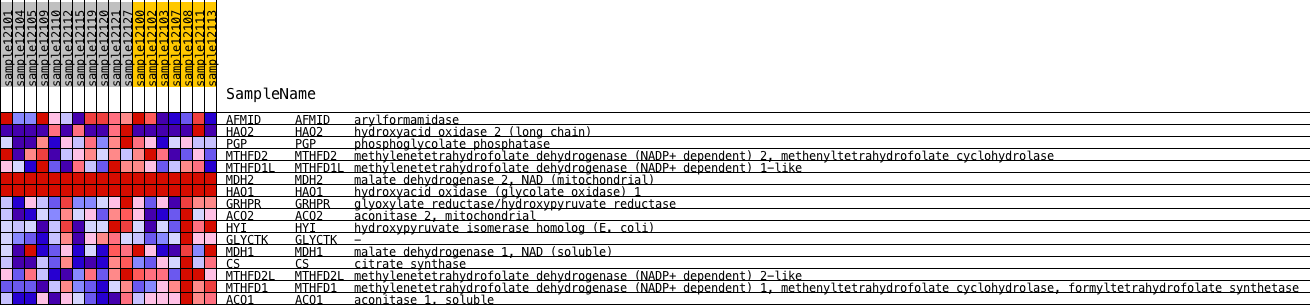 sample12101
sample12104
sample12105
sample12109
sample12110
sample12112
sample12115
sample12119
sample12120
sample12121
sample12127
sample12100
sample12102
sample12103
sample12107
sample12108
sample12111
sample12113
SampleName
AFMID AFMID arylformamidase
HAO2 HAO2 hydroxyacid oxidase 2 (long chain)
PGP PGP phosphoglycolate phosphatase
MTHFD2 MTHFD2 methylenetetrahydrofolate dehydrogenase (NADP+ dependent) 2, methenyltetrahydrofolate cyclohydrolase
MTHFD1L MTHFD1L methylenetetrahydrofolate dehydrogenase (NADP+ dependent) 1-like
MDH2 MDH2 malate dehydrogenase 2, NAD (mitochondrial)
HAO1 HAO1 hydroxyacid oxidase (glycolate oxidase) 1
GRHPR GRHPR glyoxylate reductase/hydroxypyruvate reductase
ACO2 ACO2 aconitase 2, mitochondrial
HYI HYI hydroxypyruvate isomerase homolog (E. coli)
GLYCTK GLYCTK -
MDH1 MDH1 malate dehydrogenase 1, NAD (soluble)
CS CS citrate synthase
MTHFD2L MTHFD2L methylenetetrahydrofolate dehydrogenase (NADP+ dependent) 2-like
MTHFD1 MTHFD1 methylenetetrahydrofolate dehydrogenase (NADP+ dependent) 1, methenyltetrahydrofolate cyclohydrolase, formyltetrahydrofolate synthetase
ACO1 ACO1 aconitase 1, soluble